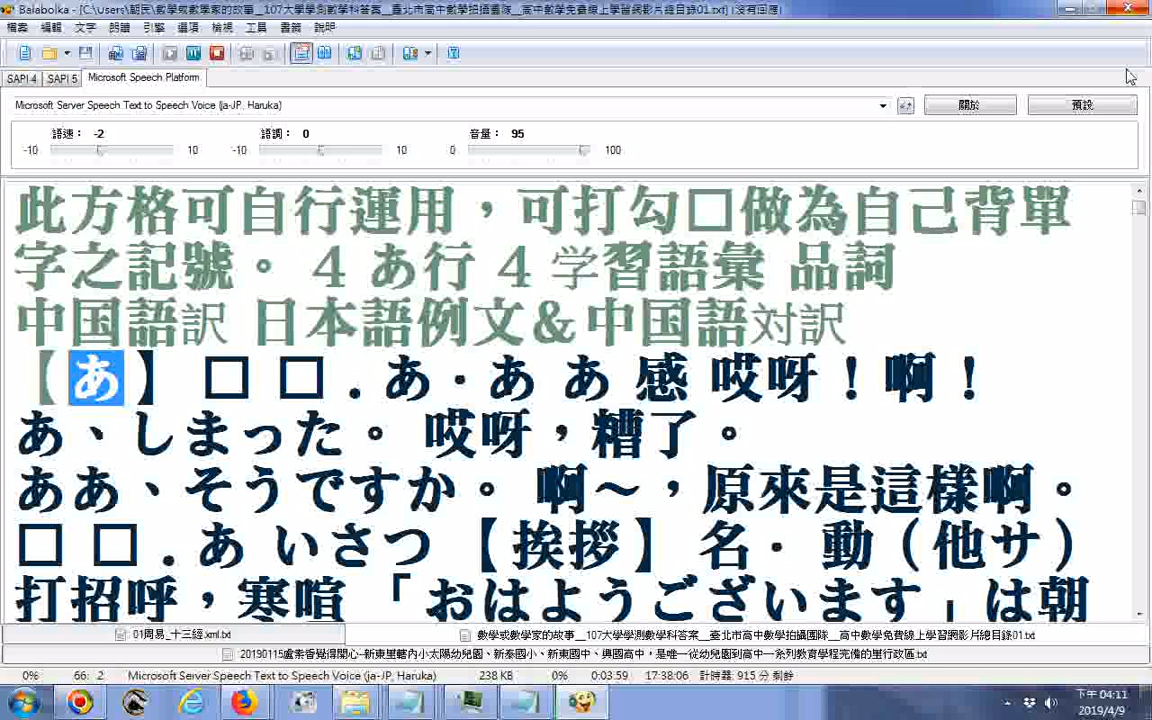 Balabolka - [C:\Users\朝民\數學或數學家的故事__107大學學測數學科答案__臺北市高中數學拍攝團隊__高中數學免費線上學習網影片總目錄01.txt] (沒有回應)
檔案 編輯 文字 朗讀 引擎 選項 檢視 工具 書籤 說明
SAPI 4 SAPI 5 Microsoft Speech Platform
Microsoft Server Speech Text to Speech Voice (ja-JP, Haruka) 關於 預設
語速： -2 語調： 0 音量： 95
-10 10 -10 10 0 100
此方格可自行運用，可打勾□做為自己背單
字之記號。 4 あ行 4 学習語彙 品詞
中国語訳 日本語例文＆中国語対訳
【あ】 □ □ . あ·ああ 感 哎呀！啊！
あ、しまった。 哎呀，糟了。
ああ、そうですか。 啊～，原來是這樣啊。
□ □ . あ いさつ 【挨拶】 名· 動（他サ）
打招呼，寒喧 「おはようございます」は朝
01周易_十三經.xml.txt 數學或數學家的故事__107大學學測數學科答案__臺北市高中數學拍攝團隊__高中數學免費線上學習網影片總目錄01.txt
20190115盧素香覺得開心-新東里轄內小太陽幼兒園、新泰國小、新東國中、興國高中，是唯一從幼兒園到高中一系列教育學程完備的里行政區.txt
0% 66: 2 Microsoft Server Speech Text to Speech Voice (ja-JP, Haruka) 238 KB 0% 0:03:59 17:38:06 計時器: 915 分 剩餘
下午 04:11
2019/4/9